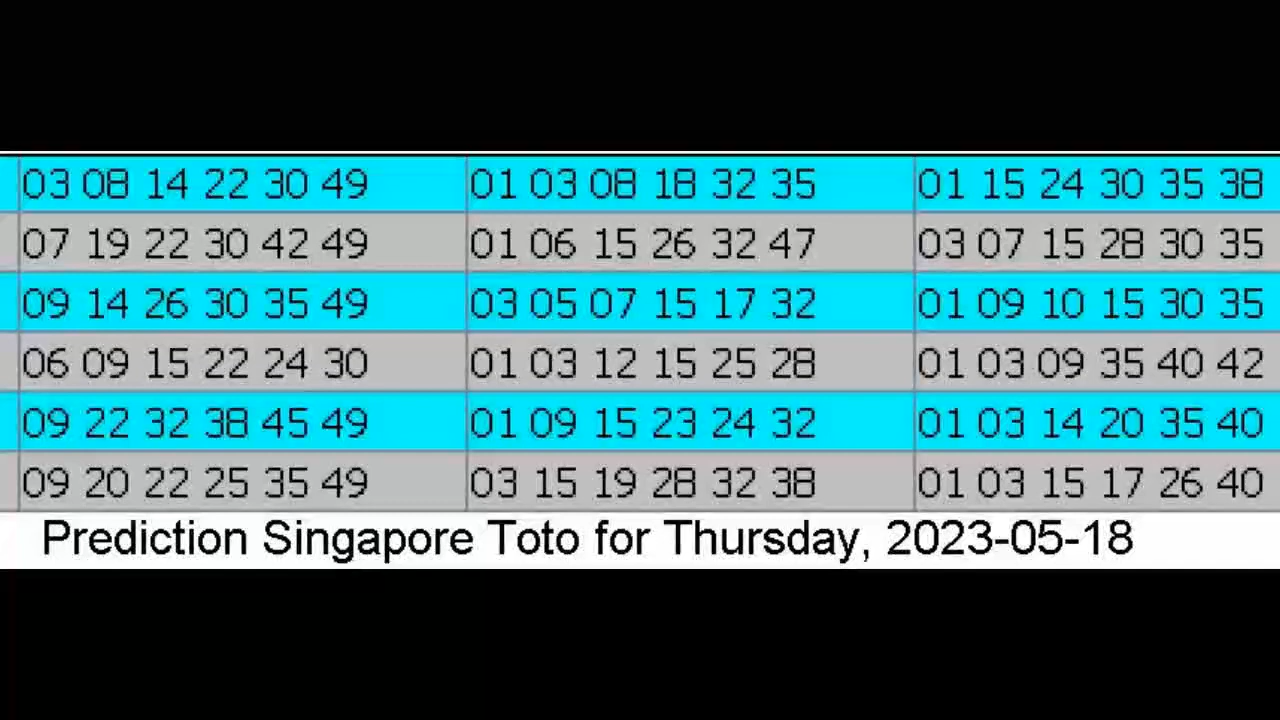 03 08 14 22 30 49 01 03 08 18 32 35 01 15 24 30 35 38
07 19 22 30 42 49 01 06 15 26 32 47 03 07 15 28 30 35
09 14 26 30 35 49 03 05 07 15 17 32 01 09 10 15 30 35
06 09 15 22 24 30 01 03 12 15 25 28 01 03 09 35 40 42
09 22 32 38 45 49 01 09 15 23 24 32 01 03 14 20 35 40
09 20 22 25 35 49 03 15 19 28 32 38 01 03 15 17 26 40
Prediction Singapore Toto for Thursday, 2023-05-18